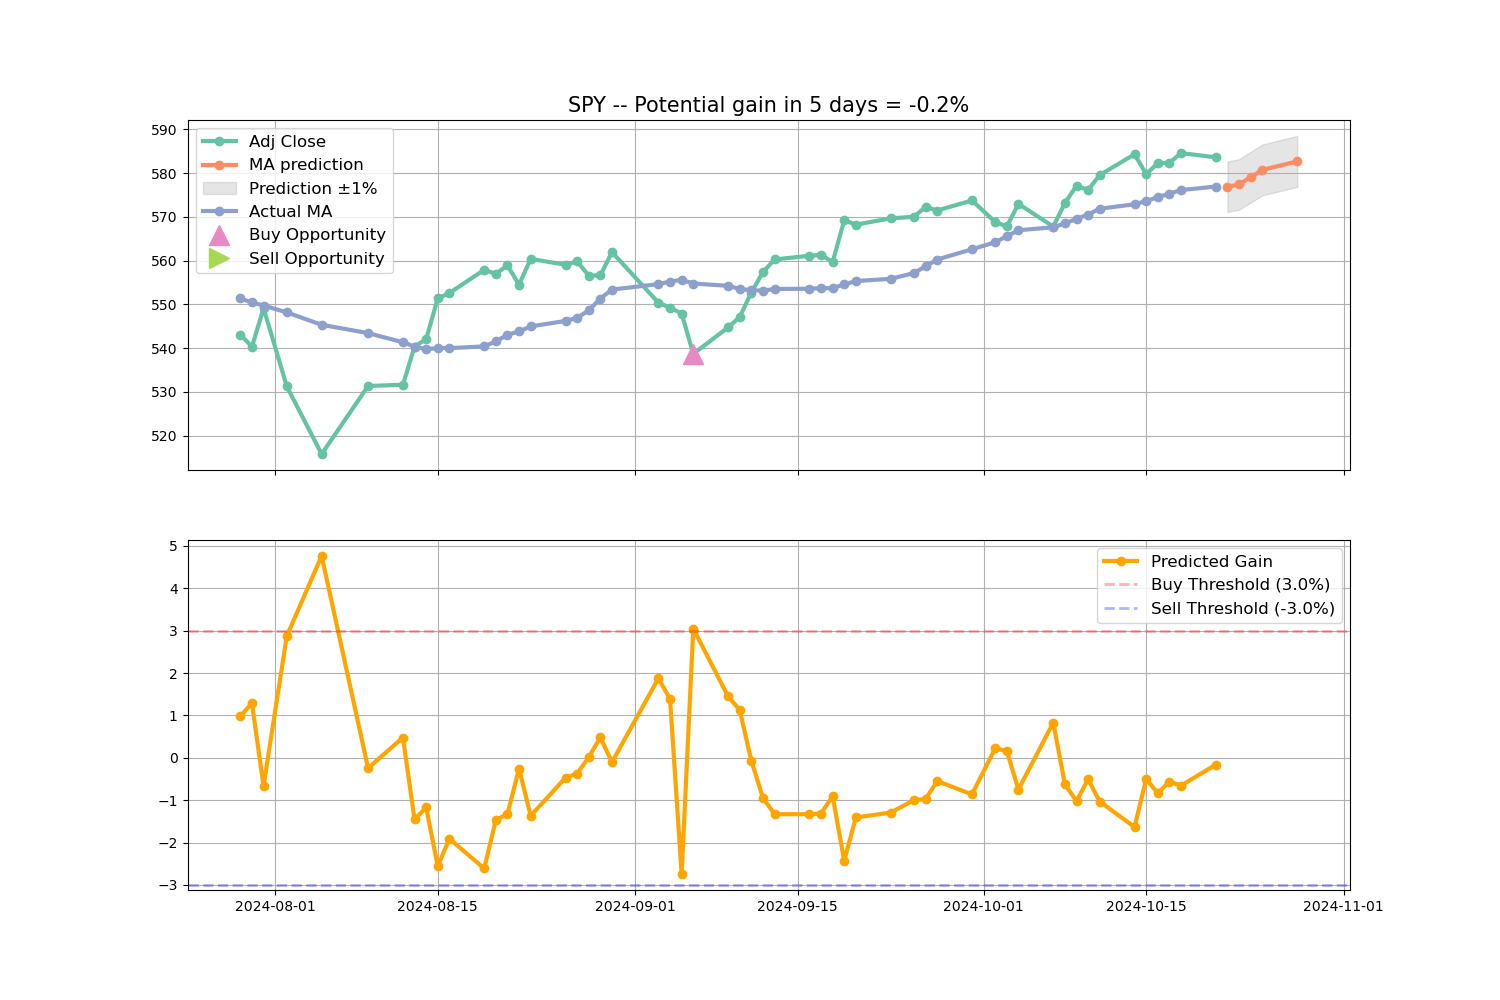 SPY -- Potential gain in 5 days = -0.2%
590
580
570
560
550
540
530
520
Adj Close
MA prediction
Prediction ±1%
Actual MA
Buy Opportunity
Sell Opportunity
5
4
3
2
1
0
−1
−2
−3
Predicted Gain
Buy Threshold (3.0%)
Sell Threshold (-3.0%)
2024-08-01
2024-08-15
2024-09-01
2024-09-15
2024-10-01
2024-10-15
2024-11-01